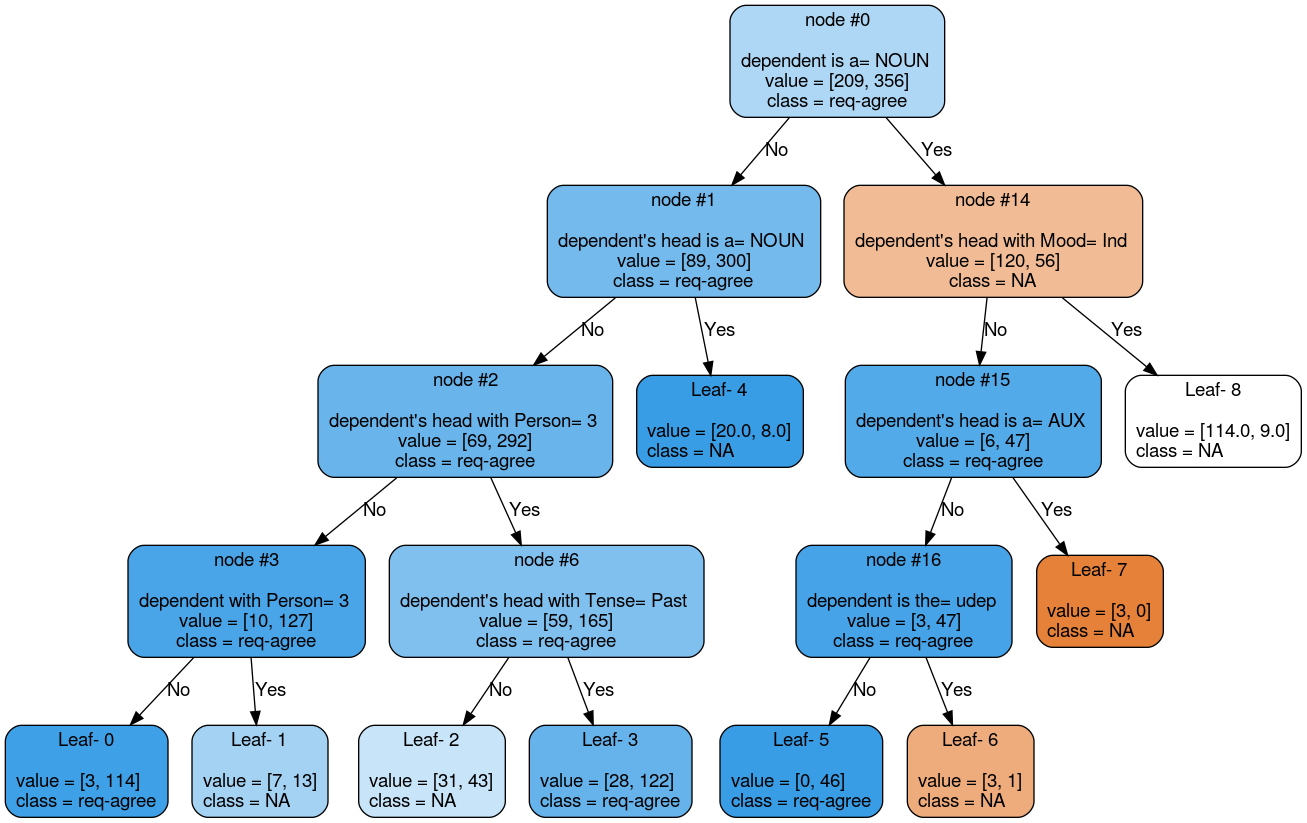 node #0
dependent is a= NOUN
value = [209, 356]
class = req-agree
No
Yes
node #1
dependent's head is a= NOUN
value = [89, 300]
class = req-agree
node #14
dependent's head with Mood= Ind
value = [120, 56]
class = NA
No
Yes
No
Yes
node #2
dependent's head with Person= 3
value = [69, 292]
class = req-agree
Leaf- 4
value = [20.0, 8.0]
class = NA
node #15
dependent's head is a= AUX
value = [6, 47]
class = req-agree
Leaf- 8
value = [114.0, 9.0]
class = NA
No
Yes
No
Yes
node #3
dependent with Person= 3
value = [10, 127]
class = req-agree
node #6
dependent's head with Tense= Past
value = [59, 165]
class = req-agree
node #16
dependent is the= udep
value = [3, 47]
class = req-agree
Leaf- 7
value = [3, 0]
class = NA
No
Yes
No
Yes
No
Yes
Leaf- 0
value = [3, 114]
class = req-agree
Leaf- 1
value = [7, 13]
class = NA
Leaf- 2
value = [31, 43]
class = NA
Leaf- 3
value = [28, 122]
class = req-agree
Leaf- 5
value = [0, 46]
class = req-agree
Leaf- 6
value = [3, 1]
class = NA